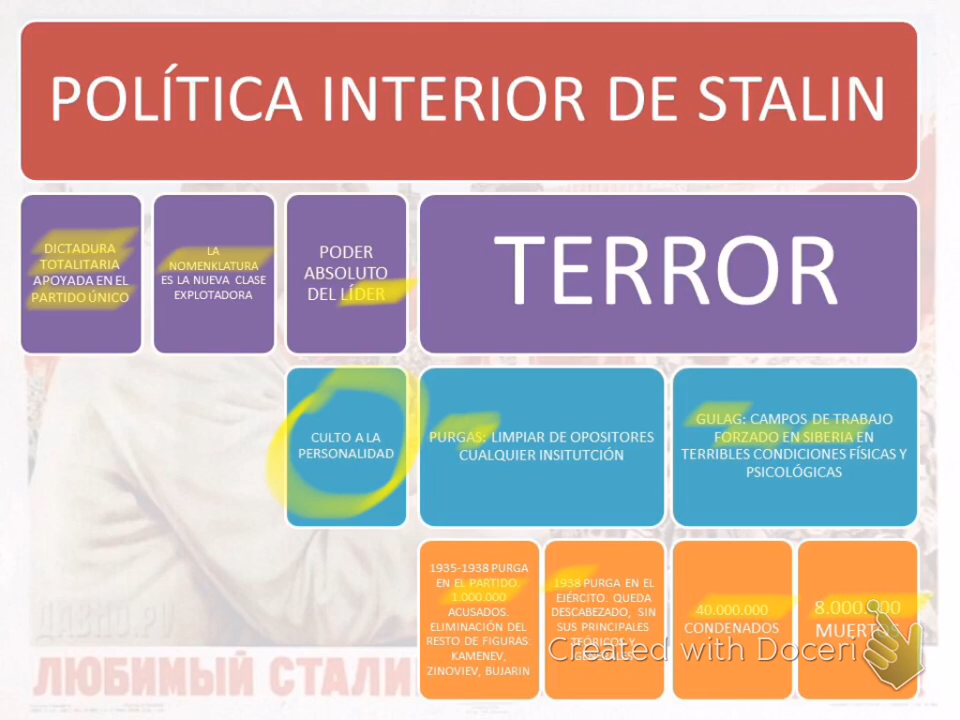 POLÍTICA INTERIOR DE STALIN
DICTADURA
TOTALITARIA
APOYADA EN EL
PARTIDO ÚNICO
LA
NOMENKLATURA
ES LA NUEVA CLASE
EXPLOTADORA
PODER
ABSOLUTO
DEL LÍDER
TERROR
CULTO A LA
PERSONALIDAD
PURGAS: LIMPIAR DE OPOSITORES
CUALQUIER INSITUTCIÓN
GULAG: CAMPOS DE TRABAJO
FORZADO EN SIBERIA EN
TERRIBLES CONDICIONES FÍSICAS Y
PSICOLÓGICAS
1935-1938 PURGA
EN EL PARTIDO.
1.000.000
ACUSADOS.
ELIMINACIÓN DEL
RESTO DE FIGURAS:
KAMENEV,
ZINOVIEV, BUJARIN
1938 PURGA EN EL
EJÉRCITO. QUEDA
DESCABEZADO, SIN
SUS PRINCIPALES
TEÓRICOS Y
GENERALES
40.000.000
CONDENADOS
8.000.000
MUERTOS
Created with Doceri
ЛЮБИМЫЙ СТАЛИ